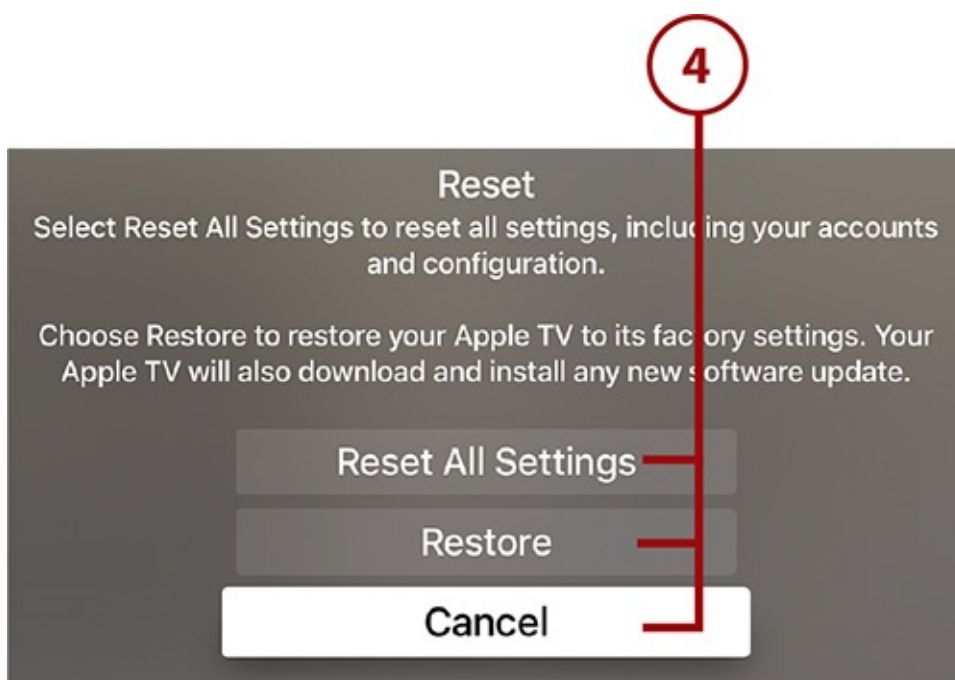 4
Reset
Select Reset All Settings to reset all settings, including your accounts
and configuration.
Choose Restore to restore your Apple TV to its factory settings. Your
Apple TV will also download and install any new software update.
Reset All Settings
Restore
Cancel